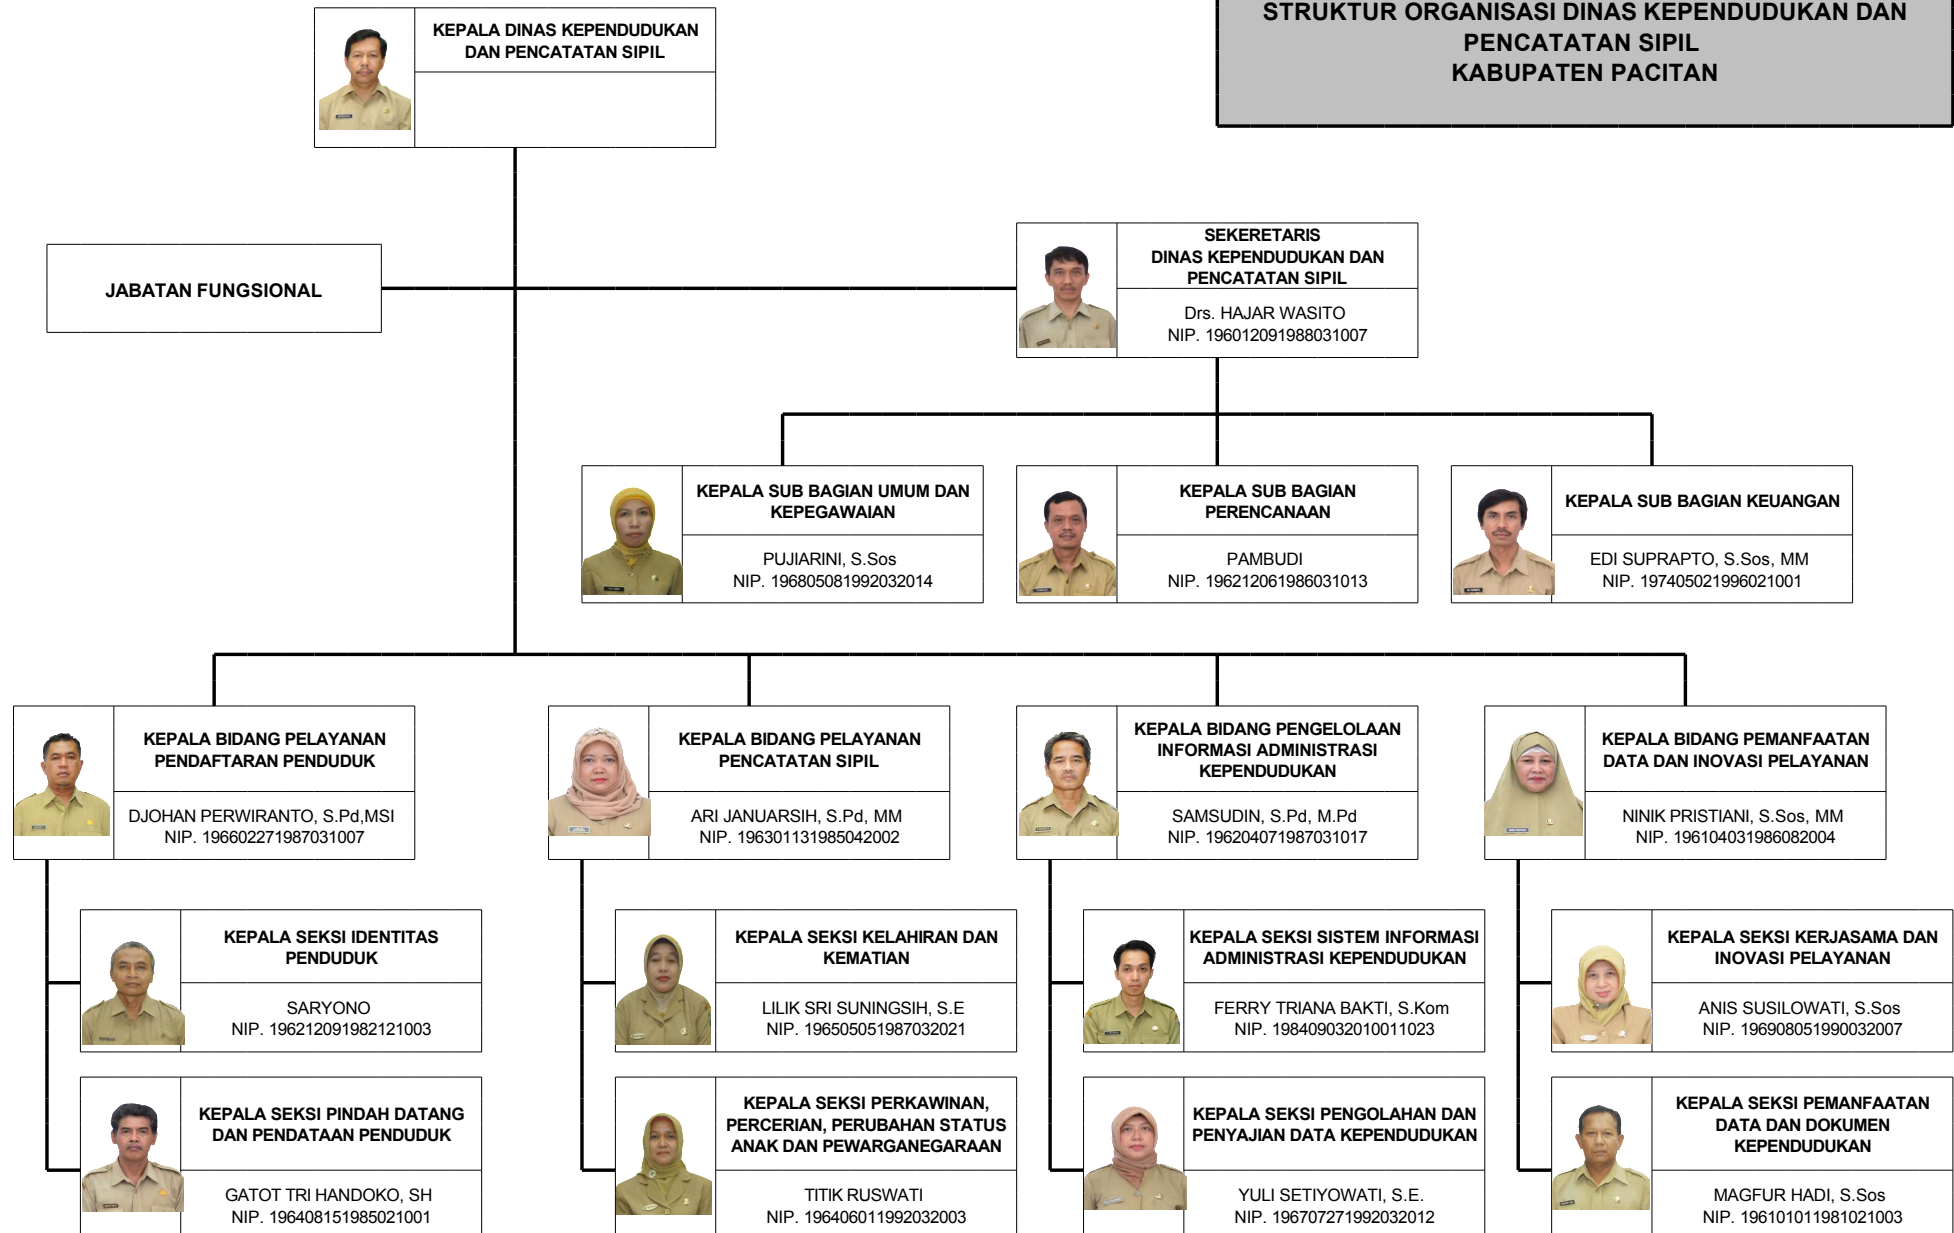 STRUKTUR ORGANISASI DINAS KEPENDUDUKAN DAN
PENCATATAN SIPIL
KABUPATEN PACITAN
KEPALA DINAS KEPENDUDUKAN
DAN PENCATATAN SIPIL
JABATAN FUNGSIONAL
SEKERETARIS
DINAS KEPENDUDUKAN DAN
PENCATATAN SIPIL
Drs. HAJAR WASITO
NIP. 196012091988031007
KEPALA SUB BAGIAN UMUM DAN
KEPEGAWAIAN
PUJIARINI, S.Sos
NIP. 196805081992032014
KEPALA SUB BAGIAN
PERENCANAAN
PAMBUDI
NIP. 196212061986031013
KEPALA SUB BAGIAN KEUANGAN
EDI SUPRAPTO, S.Sos, MM
NIP. 197405021996021001
KEPALA BIDANG PELAYANAN
PENDAFTARAN PENDUDUK
DJOHAN PERWIRANTO, S.Pd,MSI
NIP. 196602271987031007
KEPALA BIDANG PELAYANAN
PENCATATAN SIPIL
ARI JANUARSIH, S.Pd, MM
NIP. 196301131985042002
KEPALA BIDANG PENGELOLAAN
INFORMASI ADMINISTRASI
KEPENDUDUKAN
SAMSUDIN, S.Pd, M.Pd
NIP. 196204071987031017
KEPALA BIDANG PEMANFAATAN
DATA DAN INOVASI PELAYANAN
NINIK PRISTIANI, S.Sos, MM
NIP. 196104031986082004
KEPALA SEKSI IDENTITAS
PENDUDUK
SARYONO
NIP. 196212091982121003
KEPALA SEKSI KELAHIRAN DAN
KEMATIAN
LILIK SRI SUNINGSIH, S.E
NIP. 196505051987032021
KEPALA SEKSI SISTEM INFORMASI
ADMINISTRASI KEPENDUDUKAN
FERRY TRIANA BAKTI, S.Kom
NIP. 198409032010011023
KEPALA SEKSI KERJASAMA DAN
INOVASI PELAYANAN
ANIS SUSILOWATI, S.Sos
NIP. 196908051990032007
KEPALA SEKSI PINDAH DATANG
DAN PENDATAAN PENDUDUK
GATOT TRI HANDOKO, SH
NIP. 196408151985021001
KEPALA SEKSI PERKAWINAN,
PERCERIAN, PERUBAHAN STATUS
ANAK DAN PEWARGANEGARAAN
TITIK RUSWATI
NIP. 196406011992032003
KEPALA SEKSI PENGOLAHAN DAN
PENYAJIAN DATA KEPENDUDUKAN
YULI SETIYOWATI, S.E.
NIP. 196707271992032012
KEPALA SEKSI PEMANFAATAN
DATA DAN DOKUMEN
KEPENDUDUKAN
MAGFUR HADI, S.Sos
NIP. 196101011981021003